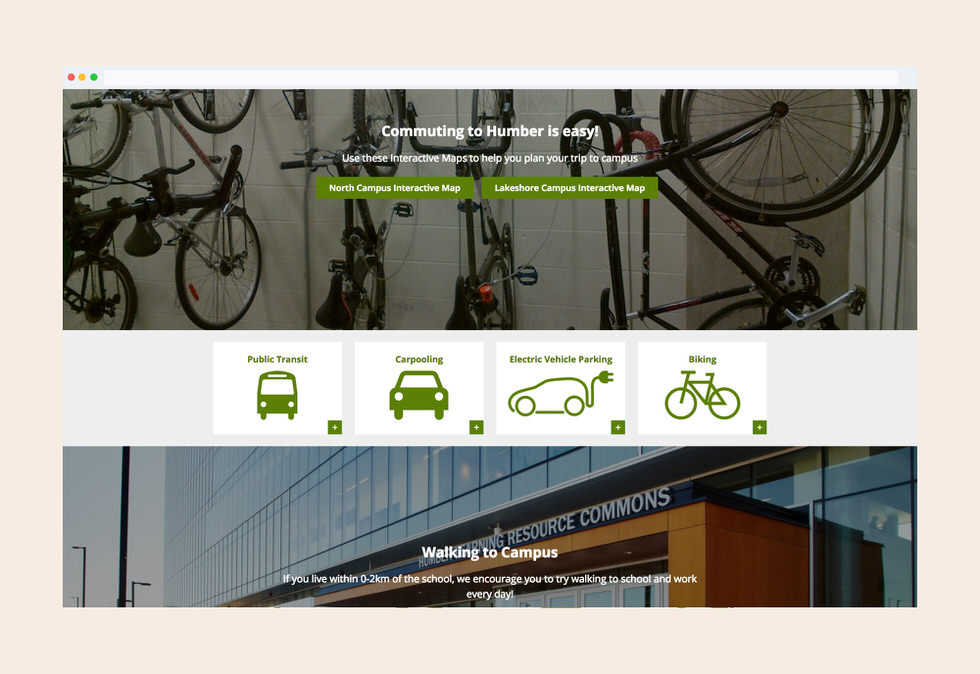 Commuting to Humber is easy!
Use these Interactive Maps to help you plan your trip to campus
North Campus Interactive Map
Lakeshore Campus Interactive Map
Public Transit
Carpooling
Electric Vehicle Parking
Biking
+
+
+
+
HUMBER LEARNING RESOURCE COMMONS
Walking to Campus
If you live within 0-2km of the school, we encourage you to try walking to school and work
every day!